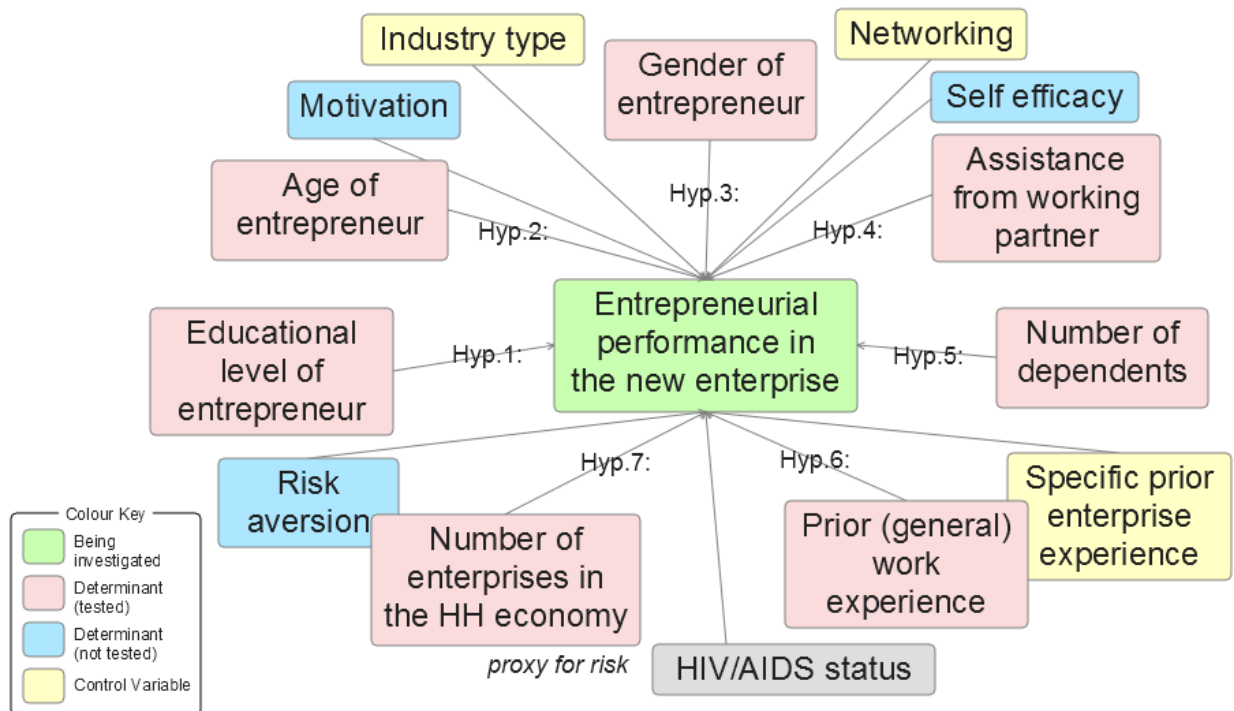 Industry type
Networking
Gender of
entrepreneur
Motivation
Self efficacy
Age of
entrepreneur
Assistance
from working
partner
Hyp.3:
Hyp.2:
Hyp.4:
Entrepreneurial
performance in
the new enterprise
Educational
level of
entrepreneur
Hyp.1:
Hyp.5:
Number of
dependents
Hyp.7:
Hyp.6:
Risk
aversion
Number of
enterprises in
the HH economy
proxy for risk
Prior (general)
work
experience
Specific prior
enterprise
experience
HIV/AIDS status
Colour Key
Being
investigated
Determinant
(tested)
Determinant
(not tested)
Control Variable